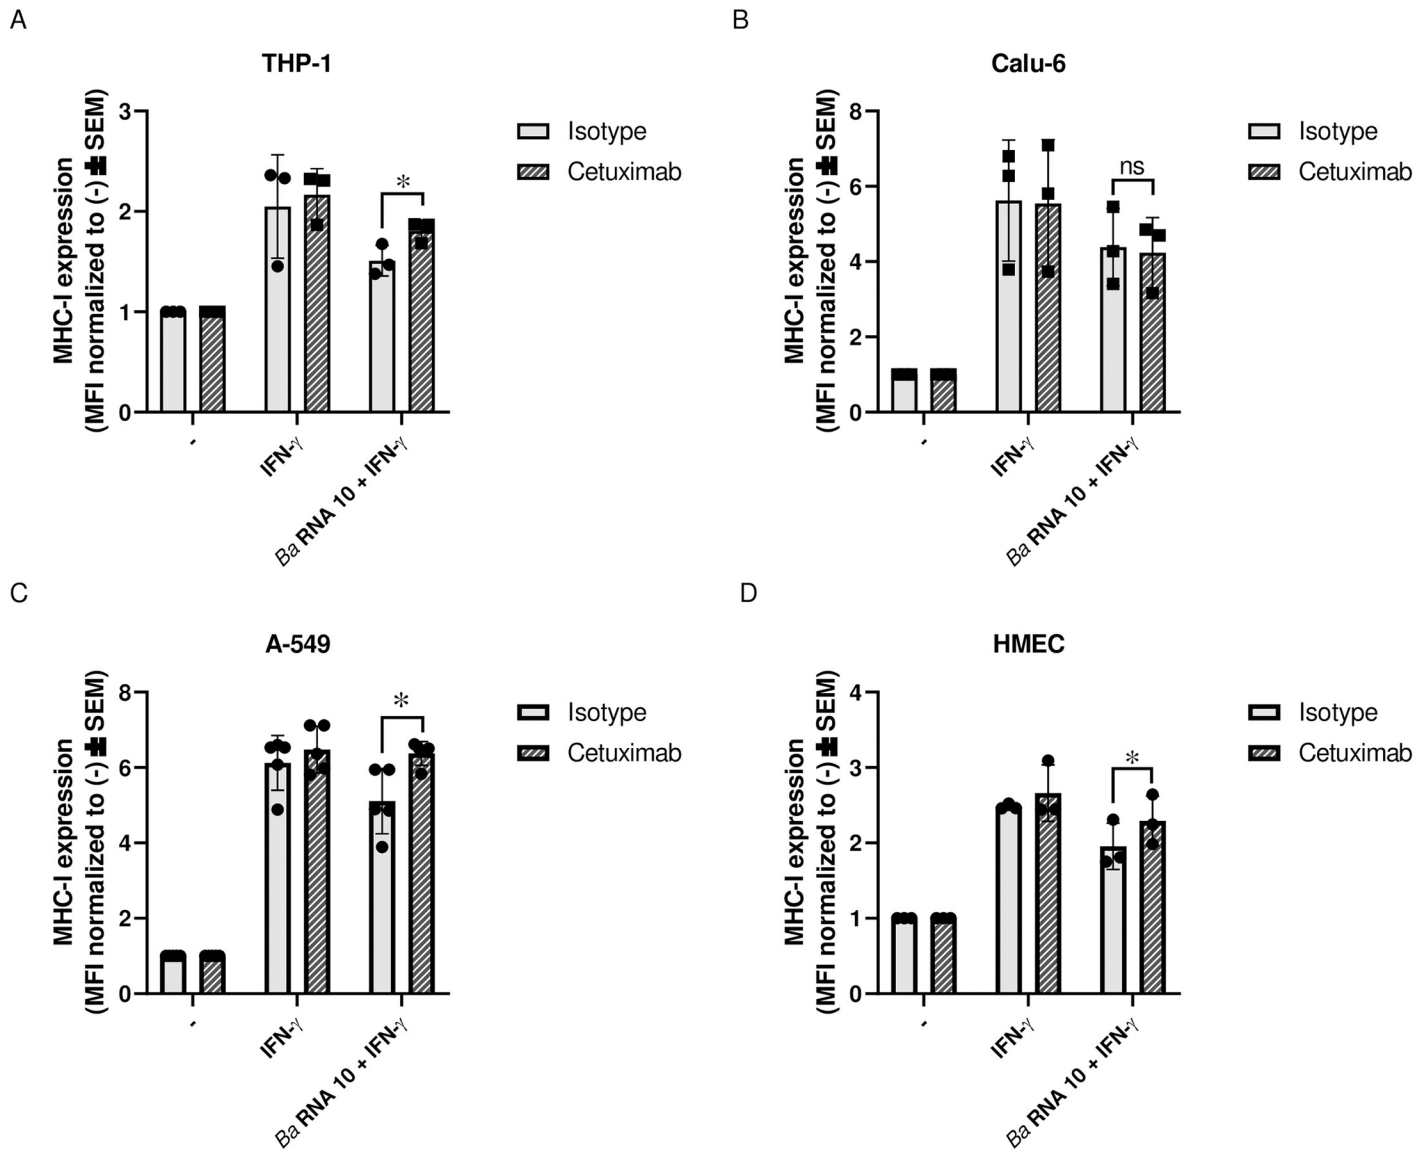 A
THP-1
MHC-I expression
(MFI normalized to (-) ± SEM)
3
2
1
0
*
-
IFN-γ
Ba RNA 10 + IFN-γ
Isotype
Cetuximab
B
Calu-6
MHC-I expression
(MFI normalized to (-) ± SEM)
8
6
4
2
0
ns
-
IFN-γ
Ba RNA 10 + IFN-γ
Isotype
Cetuximab
C
A-549
MHC-I expression
(MFI normalized to (-) ± SEM)
8
6
4
2
0
*
-
IFN-γ
Ba RNA 10 + IFN-γ
Isotype
Cetuximab
D
HMEC
MHC-I expression
(MFI normalized to (-) ± SEM)
4
3
2
1
0
*
-
IFN-γ
Ba RNA 10 + IFN-γ
Isotype
Cetuximab